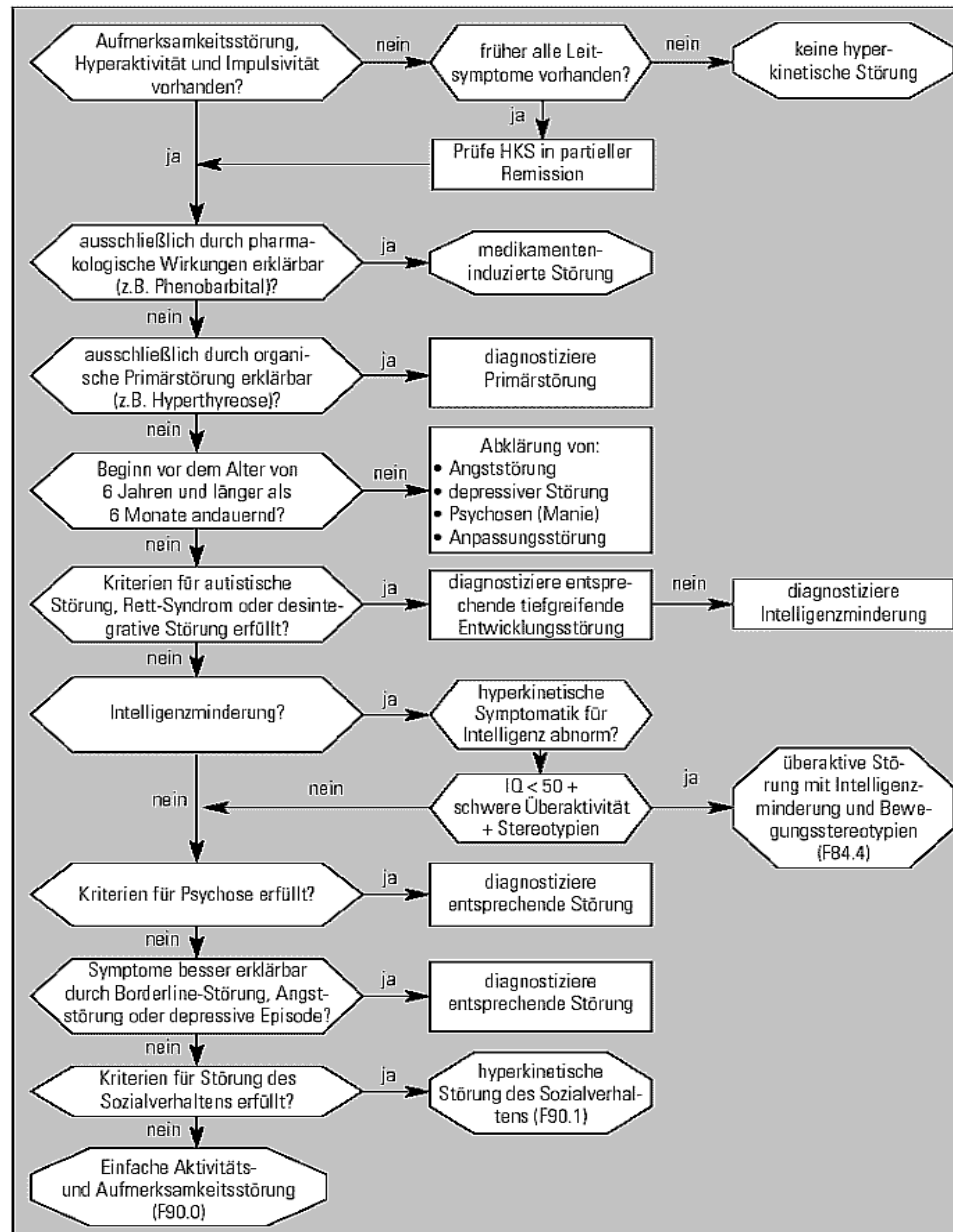 Aufmerksamkeitsstörung,
Hyperaktivität und Impulsivität
vorhanden?
nein
früher alle Leit-
symptome vorhanden?
nein
keine hyper-
kinetische Störung
ja
ja
Prüfe HKS in partieller
Remission
ausschließlich durch pharma-
kologische Wirkungen erklärbar
(z.B. Phenobarbital)?
ja
medikamenten-
induzierte Störung
nein
ausschließlich durch organi-
sche Primärstörung erklärbar
(z.B. Hyperthyreose)?
ja
diagnostiziere
Primärstörung
nein
Beginn vor dem Alter von
6 Jahren und länger als
6 Monate andauernd?
nein
Abklärung von:
• Angststörung
• depressiver Störung
• Psychosen (Manie)
• Anpassungsstörung
nein
Kriterien für autistische
Störung, Rett-Syndrom oder desinte-
grative Störung erfüllt?
ja
diagnostiziere entspre-
chende tiefgreifende
Entwicklungsstörung
nein
diagnostiziere
Intelligenzminderung
nein
Intelligenzminderung?
ja
hyperkinetische
Symptomatik für
Intelligenz abnorm?
nein
nein
IQ < 50 +
schwere Überaktivität
+ Stereotypien
ja
überaktive Stö-
rung mit Intelligenz-
minderung und Bewe-
gungsstereotypien
(F84.4)
Kriterien für Psychose erfüllt?
ja
diagnostiziere
entsprechende Störung
nein
Symptome besser erklärbar
durch Borderline-Störung, Angst-
störung oder depressive Episode?
ja
diagnostiziere
entsprechende Störung
nein
Kriterien für Störung des
Sozialverhaltens erfüllt?
ja
hyperkinetische
Störung des Sozialverhal-
tens (F90.1)
nein
Einfache Aktivitäts-
und Aufmerksamkeitsstörung
(F90.0)